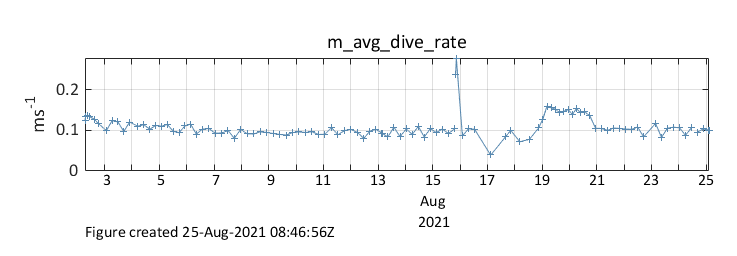 m_avg_dive_rate
ms-1
0.2
0.1
0
3 5 7 9 11 13 15 17 19 21 23 25
Aug
2021
Figure created 25-Aug-2021 08:46:56Z